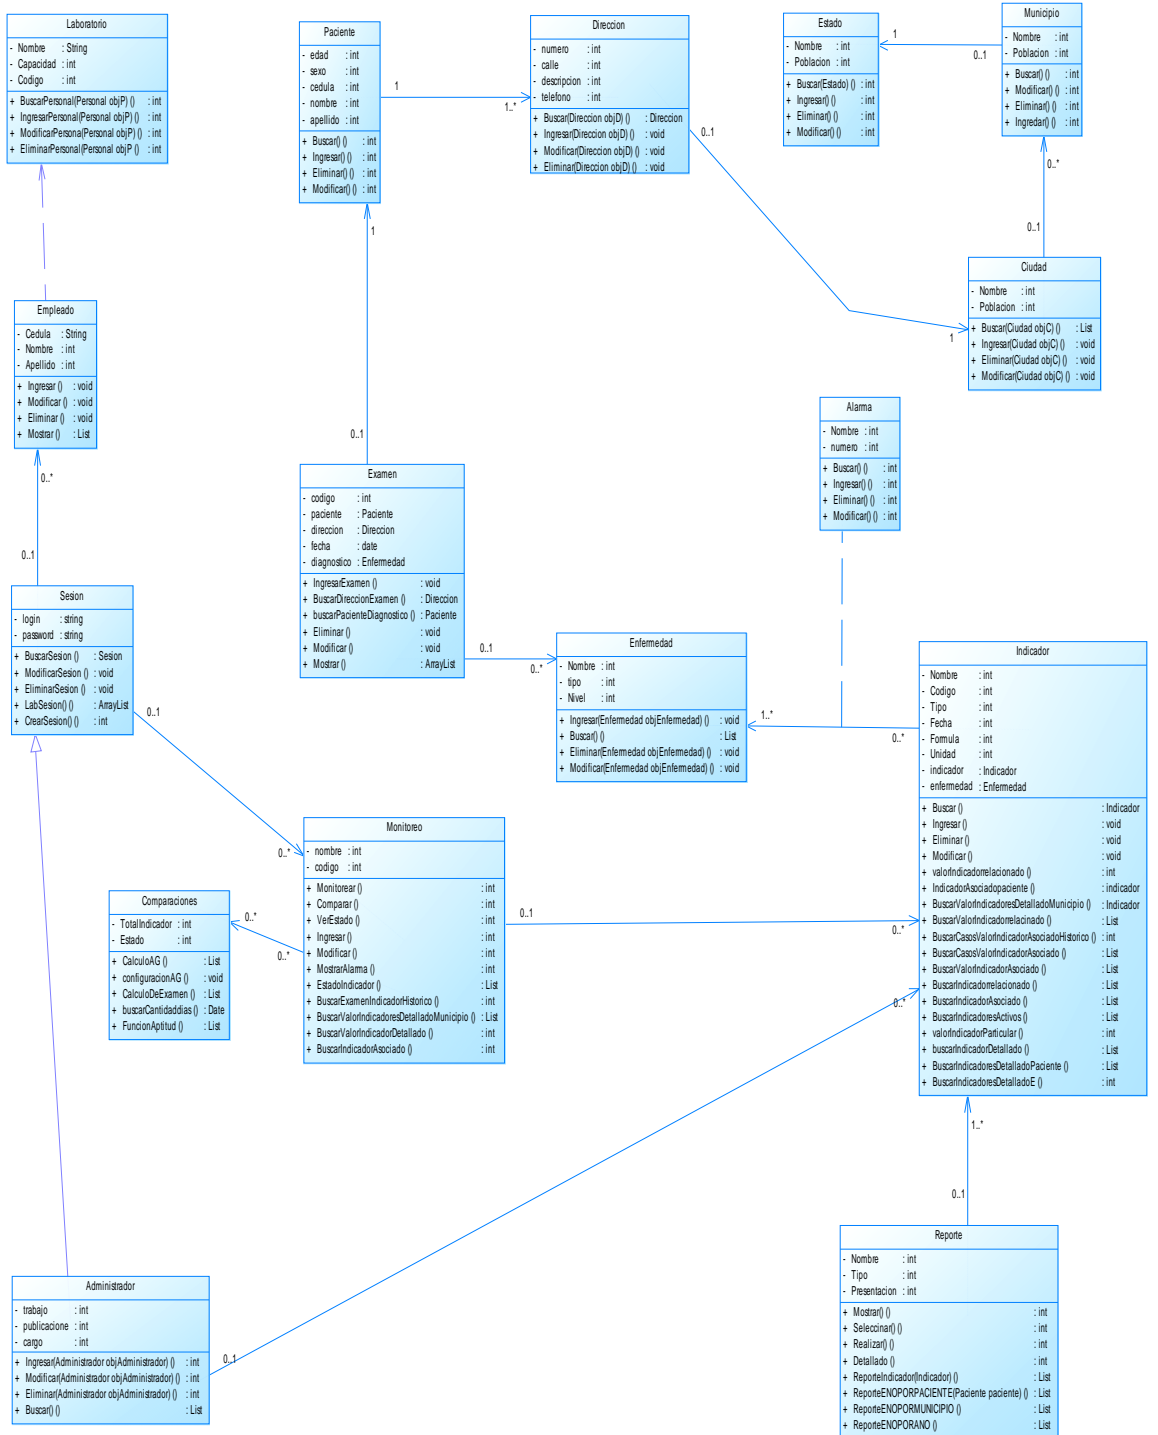 Laboratorio
- Nombre : String
- Capacidad : int
- Codigo : int
+ BuscarPersonal(Personal objP) () : int
+ IngresarPersonal(Personal objP) () : int
+ ModificarPersona(Personal objP) () : int
+ EliminarPersonal(Personal objP () : int
Paciente
- edad : int
- sexo : int
- cedula : int
- nombre : int
- apellido : int
+ Buscar() () : int
+ Ingresar() () : int
+ Eliminar() () : int
+ Modificar() () : int
1
1..*
Direccion
- numero : int
- calle : int
- descripcion : int
- telefono : int
+ Buscar(Direccion objD) () : Direccion
+ Ingresar(Direccion objD) () : void
+ Modificar(Direccion objD) () : void
+ Eliminar(Direccion objD) () : void
0..1
1
Estado
- Nombre : int
- Poblacion : int
+ Buscar(Estado) () : int
+ Ingresar() () : int
+ Eliminar() () : int
+ Modificar() () : int
1
0..1
Municipio
- Nombre : int
- Poblacion : int
+ Buscar() () : int
+ Modificar() () : int
+ Eliminar() () : int
+ Ingredar() () : int
0..*
0..1
Ciudad
- Nombre : int
- Poblacion : int
+ Buscar(Ciudad objC) () : List
+ Ingresar(Ciudad objC) () : void
+ Eliminar(Ciudad objC) () : void
+ Modificar(Ciudad objC) () : void
Empleado
- Cedula : String
- Nombre : int
- Apellido : int
+ Ingresar () : void
+ Modificar () : void
+ Eliminar () : void
+ Mostrar () : List
0..*
0..1
1
0..1
Alarma
- Nombre : int
- numero : int
+ Buscar() () : int
+ Ingresar() () : int
+ Eliminar() () : int
+ Modificar() () : int
Examen
- codigo : int
- paciente : Paciente
- direccion : Direccion
- fecha : date
- diagnostico : Enfermedad
+ IngresarExamen () : void
+ BuscarDireccionExamen () : Direccion
+ buscarPacienteDiagnostico () : Paciente
+ Eliminar () : void
+ Modificar () : void
+ Mostrar () : ArrayList
0..1
0..*
Sesion
- login : string
- password : string
+ BuscarSesion () : Sesion
+ ModificarSesion () : void
+ EliminarSesion () : void
+ LabSesion() () : ArrayList
+ CrearSesion() () : int
0..1
0..*
Enfermedad
- Nombre : int
- tipo : int
- Nivel : int
+ Ingresar(Enfermedad objEnfermedad) () : void
+ Buscar() () : List
+ Eliminar(Enfermedad objEnfermedad) () : void
+ Modificar(Enfermedad objEnfermedad) () : void
1..*
0..*
Indicador
- Nombre : int
- Codigo : int
- Tipo : int
- Fecha : int
- Formula : int
- Unidad : int
- indicador : Indicador
- enfermedad : Enfermedad
+ Buscar () : Indicador
+ Ingresar () : void
+ Eliminar () : void
+ Modificar () : void
+ valorIndicadorrelacionado () : int
+ IndicadorAsociadopaciente () : indicador
+ BuscarValorIndicadoresDetalladoMunicipio () : Indicador
+ BuscarValorIndicadorrelacinado () : List
+ BuscarCasosValorIndicadorAsociadoHistorico () : int
+ BuscarCasosValorIndicadorAsociado () : List
+ BuscarValorIndicadorAsociado () : List
+ BuscarIndicadorrelacionado () : List
+ BuscarIndicadorAsociado () : List
+ BuscarIndicadoresActivos () : List
+ valorIndicadorParticular () : int
+ buscarIndicadorDetallado () : List
+ BuscarIndicadoresDetalladoPaciente () : List
+ BuscarIndicadoresDetalladoE () : int
Monitoreo
- nombre : int
- codigo : int
+ Monitorear () : int
+ Comparar () : int
+ VerEstado () : int
+ Ingresar () : int
+ Modificar () : int
+ MostrarAlarma () : int
+ EstadoIndicador () : List
+ BuscarExamenIndicadorHistorico () : int
+ BuscarValorIndicadoresDetalladoMunicipio () : List
+ BuscarValorIndicadorDetallado () : int
+ BuscarIndicadorAsociado () : int
0..1
0..*
Comparaciones
- TotalIndicador : int
- Estado : int
+ CalculoAG () : List
+ configuracionAG () : void
+ CalculoDeExamen () : List
+ buscarCantidaddias () : Date
+ FuncionAptitud () : List
0..*
0..*
0..*
1..*
0..1
Administrador
- trabajo : int
- publicacione : int
- cargo : int
+ Ingresar(Administrador objAdministrador) () : int
+ Modificar(Administrador objAdministrador) () : int
+ Eliminar(Administrador objAdministrador) () : int
+ Buscar() () : List
0..1
Reporte
- Nombre : int
- Tipo : int
- Presentacion : int
+ Mostrar() () : int
+ Seleccinar() () : int
+ Realizar() () : int
+ Detallado () : int
+ ReporteIndicador(Indicador) () : List
+ ReporteENOPORPACIENTE(Paciente paciente) () : List
+ ReporteENOPORMUNICIPIO () : List
+ ReporteENOPORANO () : List